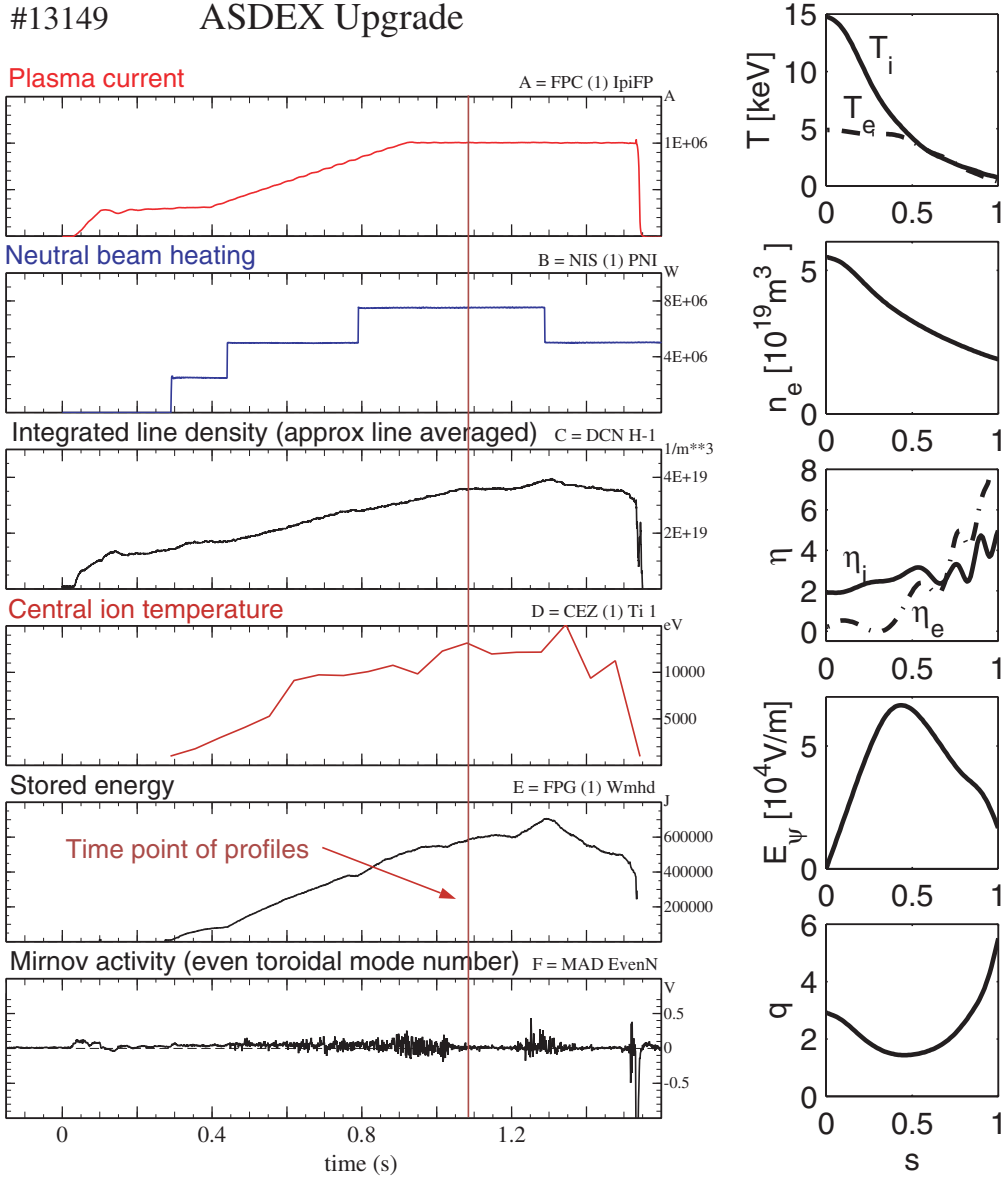 #13149 ASDEX Upgrade
Plasma current
A = FPC (1) IpiFP
A
1E+06
Neutral beam heating
B = NIS (1) PNI
W
8E+06
4E+06
Integrated line density (approx line averaged)
C = DCN H-1
1/m**3
4E+19
2E+19
Central ion temperature
D = CEZ (1) Ti 1
eV
10000
5000
Stored energy
E = FPG (1) Wmhd
J
600000
400000
200000
Time point of profiles
Mirnov activity (even toroidal mode number)
F = MAD EvenN
V
0.5
0
-0.5
0 0.4 0.8 1.2
time (s)
15
10
5
0
T [keV]
T_i
T_e
0 0.5 1
5
0
n_e [10^19 m^3]
0 0.5 1
8
6
4
2
0
η
η_i
η_e
0 0.5 1
5
0
E_ψ [10^4 V/m]
0 0.5 1
6
4
2
0
q
0 0.5 1
s